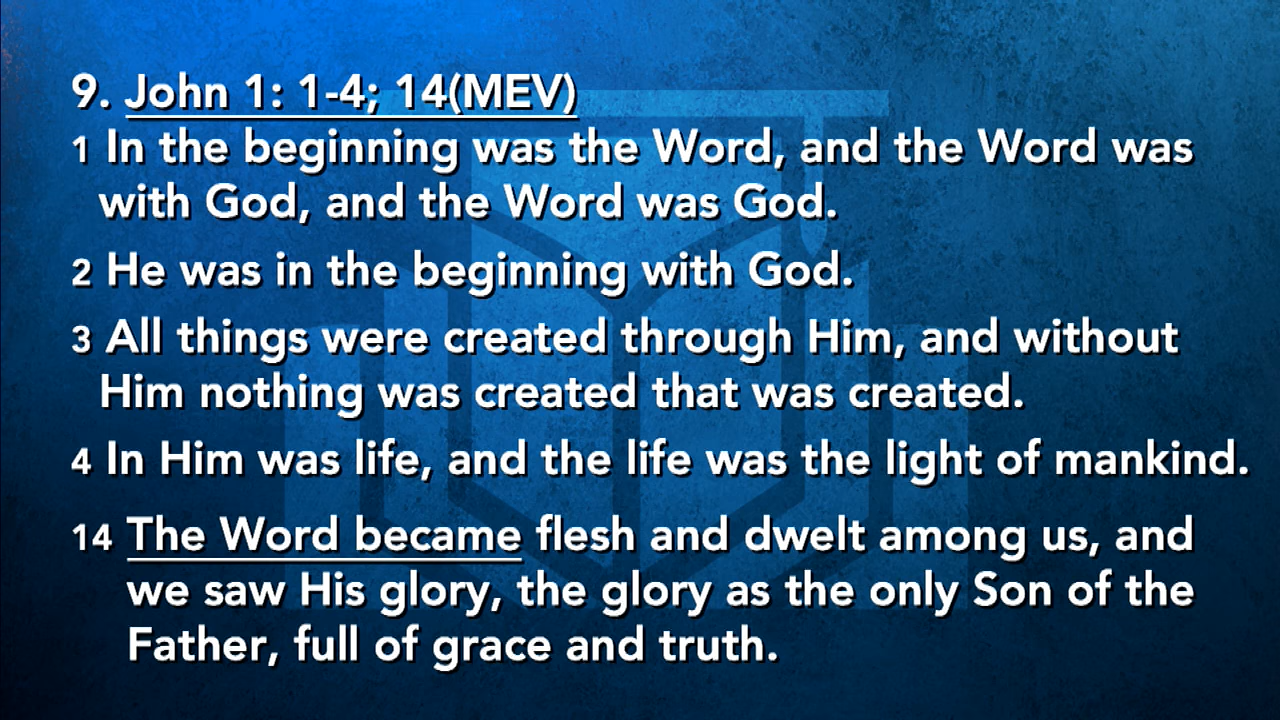 9. John 1: 1-4; 14(MEV)
1 In the beginning was the Word, and the Word was
with God, and the Word was God.
2 He was in the beginning with God.
3 All things were created through Him, and without
Him nothing was created that was created.
4 In Him was life, and the life was the light of mankind.
14 The Word became flesh and dwelt among us, and
we saw His glory, the glory as the only Son of the
Father, full of grace and truth.